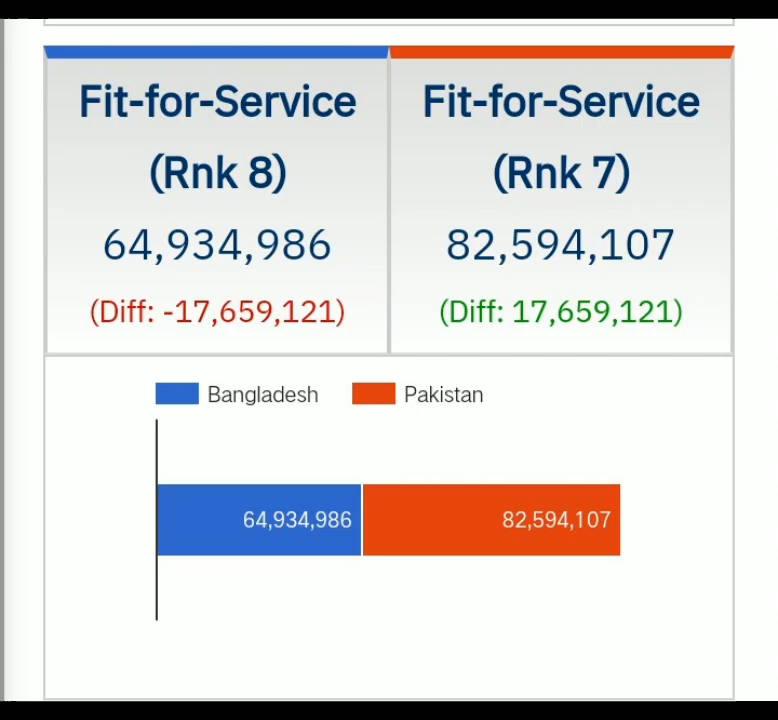 Fit-for-Service
(Rnk 8)
64,934,986
(Diff: -17,659,121)
Fit-for-Service
(Rnk 7)
82,594,107
(Diff: 17,659,121)
Bangladesh
Pakistan
64,934,986
82,594,107